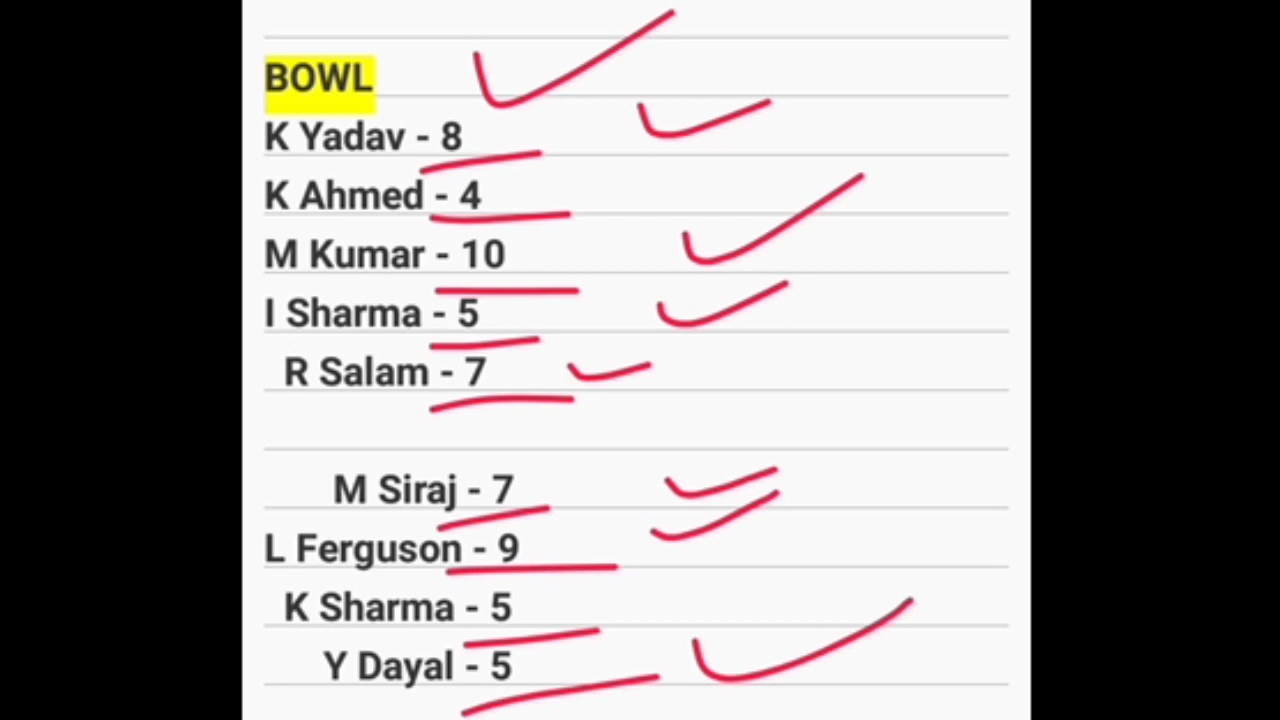 BOWL
K Yadav - 8
K Ahmed - 4
M Kumar - 10
I Sharma - 5
R Salam - 7
M Siraj - 7
L Ferguson - 9
K Sharma - 5
Y Dayal - 5